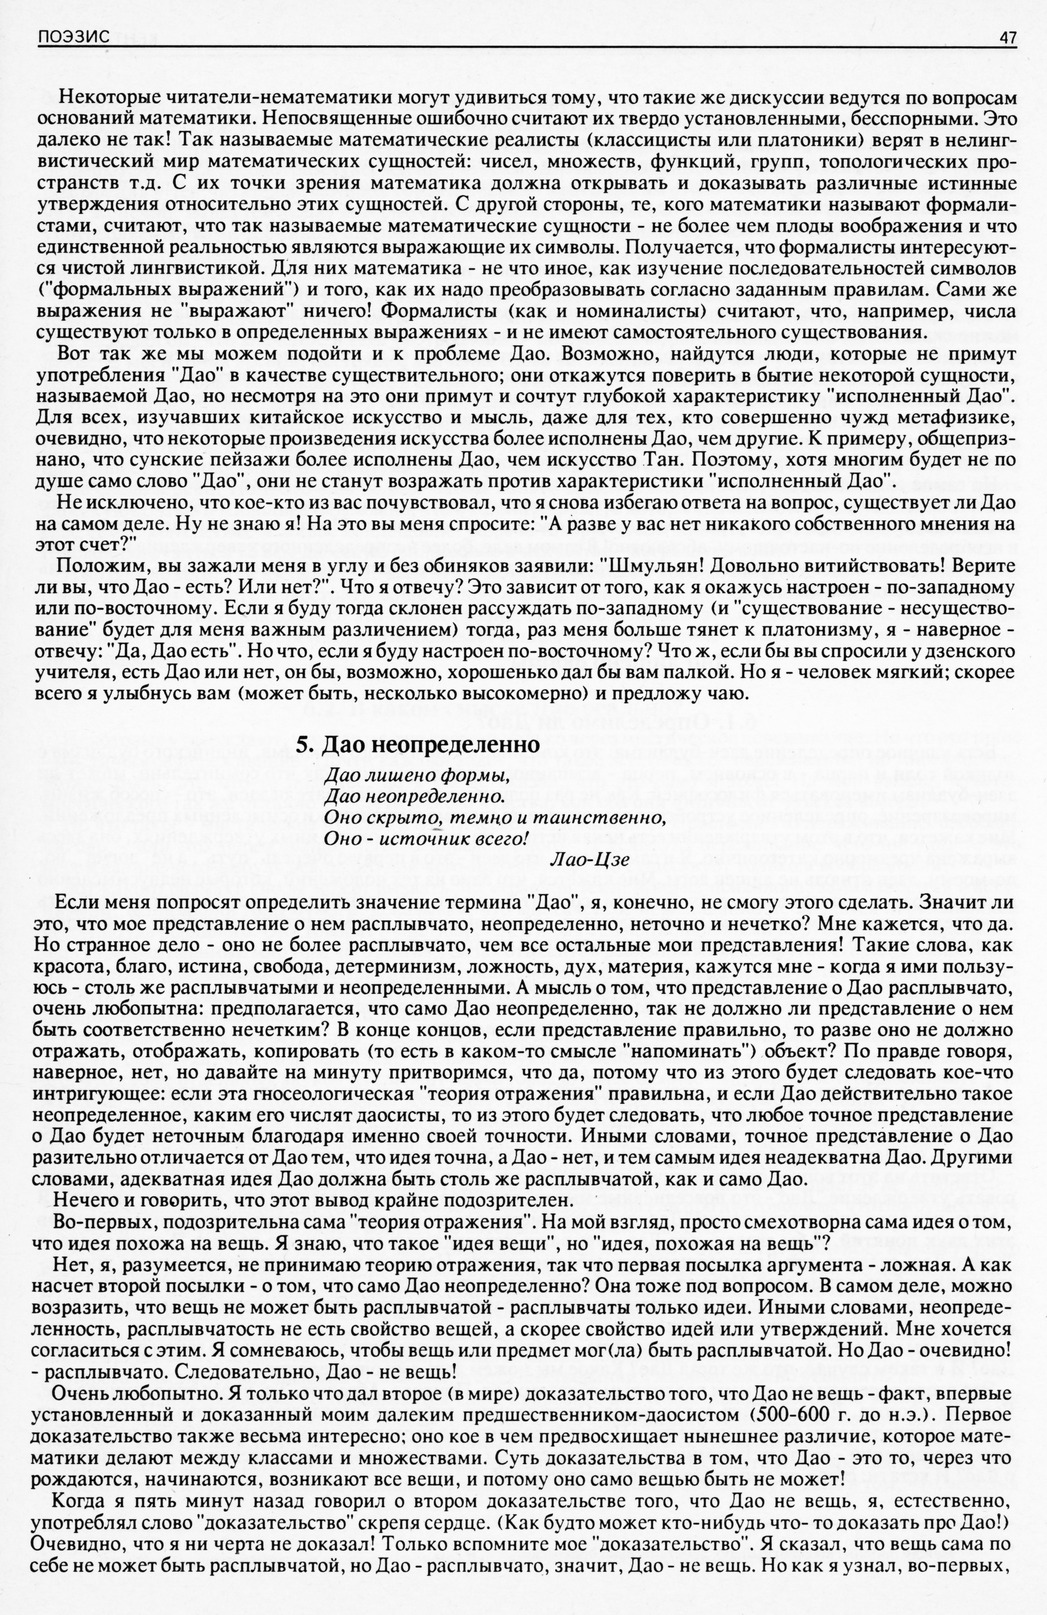 ПОЭЗИС 47
Некоторые читатели-нематематики могут удивиться тому, что такие же дискуссии ведутся по вопросам
оснований математики. Непосвященные ошибочно считают их твердо установленными, бесспорными. Это
далеко не так! Так называемые математические реалисты (классицисты или платоники) верят в нелинг-
вистический мир математических сущностей: чисел, множеств, функций, групп, топологических про-
странств т.д. С их точки зрения математика должна открывать и доказывать различные истинные
утверждения относительно этих сущностей. С другой стороны, те, кого математики называют формали-
стами, считают, что так называемые математические сущности - не более чем плоды воображения и что
единственной реальностью являются выражающие их символы. Получается, что формалисты интересуют-
ся чистой лингвистикой. Для них математика - не что иное, как изучение последовательностей символов
("формальных выражений") и того, как их надо преобразовывать согласно заданным правилам. Сами же
выражения не "выражают" ничего! Формалисты (как и номиналисты) считают, что, например, числа
существуют только в определенных выражениях - и не имеют самостоятельного существования.
Вот так же мы можем подойти и к проблеме Дао. Возможно, найдутся люди, которые не примут
употребления "Дао" в качестве существительного; они откажутся поверить в бытие некоторой сущности,
называемой Дао, но несмотря на это они примут и сочтут глубокой характеристику "исполненный Дао".
Для всех, изучавших китайское искусство и мысль, даже для тех, кто совершенно чужд метафизике,
очевидно, что некоторые произведения искусства более исполнены Дао, чем другие. К примеру, общеприз-
нано, что сунские пейзажи более исполнены Дао, чем искусство Тан. Поэтому, хотя многим будет не по
душе само слово "Дао", они не станут возражать против характеристики "исполненный Дао".
Не исключено, что кое-кто из вас почувствовал, что я снова избегаю ответа на вопрос, существует ли Дао
на самом деле. Ну не знаю я! На это вы меня спросите: "А разве у вас нет никакого собственного мнения на
этот счет?"
Положим, вы зажали меня в углу и без обиняков заявили: "Шмульян! Довольно витийствовать! Верите
ли вы, что Дао - есть? Или нет?". Что я отвечу? Это зависит от того, как я окажусь настроен - по-западному
или по-восточному. Если я буду тогда склонен рассуждать по-западному (и "существование - несущество-
вание" будет для меня важным различением) тогда, раз меня больше тянет к платонизму, я - наверное -
отвечу: "Да, Дао есть". Но что, если я буду настроен по-восточному? Что ж, если бы вы спросили у дзенского
учителя, есть Дао или нет, он бы, возможно, хорошенько дал бы вам палкой. Но я - человек мягкий; скорее
всего я улыбнусь вам (может быть, несколько высокомерно) и предложу чаю.
5. Дао неопределенно
Дао лишено формы,
Дао неопределенно.
Оно скрыто, темно и таинственно,
Оно - источник всего!
Лао-Цзе
Если меня попросят определить значение термина "Дао", я, конечно, не смогу этого сделать. Значит ли
это, что мое представление о нем расплывчато, неопределенно, неточно и нечетко? Мне кажется, что да.
Но странное дело - оно не более расплывчато, чем все остальные мои представления! Такие слова, как
красота, благо, истина, свобода, детерминизм, ложность, дух, материя, кажутся мне - когда я ими пользу-
юсь - столь же расплывчатыми и неопределенными. А мысль о том, что представление о Дао расплывчато,
очень любопытна: предполагается, что само Дао неопределенно, так не должно ли представление о нем
быть соответственно нечетким? В конце концов, если представление правильно, то разве оно не должно
отражать, отображать, копировать (то есть в каком-то смысле "напоминать") объект? По правде говоря,
наверное, нет, но давайте на минуту притворимся, что да, потому что из этого будет следовать кое-что
интригующее: если эта гносеологическая "теория отражения" правильна, и если Дао действительно такое
неопределенное, каким его числят даосисты, то из этого будет следовать, что любое точное представление
о Дао будет неточным благодаря именно своей точности. Иными словами, точное представление о Дао
разительно отличается от Дао тем, что идея точна, а Дао - нет, и тем самым идея неадекватна Дао. Другими
словами, адекватная идея Дао должна быть столь же расплывчатой, как и само Дао.
Нечего и говорить, что этот вывод крайне подозрителен.
Во-первых, подозрительна сама "теория отражения". На мой взгляд, просто смехотворна сама идея о том,
что идея похожа на вещь. Я знаю, что такое "идея вещи", но "идея, похожая на вещь"?
Нет, я, разумеется, не принимаю теорию отражения, так что первая посылка аргумента - ложная. А как
насчет второй посылки - о том, что само Дао неопределенно? Она тоже под вопросом. В самом деле, можно
возразить, что вещь не может быть расплывчатой - расплывчаты только идеи. Иными словами, неопреде-
ленность, расплывчатость не есть свойство вещей, а скорее свойство идей или утверждений. Мне хочется
согласиться с этим. Я сомневаюсь, чтобы вещь или предмет мог(ла) быть расплывчатой. Но Дао - очевидно!
- расплывчато. Следовательно, Дао - не вещь!
Очень любопытно. Я только что дал второе (в мире) доказательство того, что Дао не вещь - факт, впервые
установленный и доказанный моим далеким предшественником-даосистом (500-600 г. до н.э.). Первое
доказательство также весьма интересно; оно кое в чем предвосхищает нынешнее различие, которое мате-
матики делают между классами и множествами. Суть доказательства в том, что Дао - это то, через что
рождаются, начинаются, возникают все вещи, и потому оно само вещью быть не может!
Когда я пять минут назад говорил о втором доказательстве того, что Дао не вещь, я, естественно,
употреблял слово "доказательство" скрепя сердце. (Как будто может кто-нибудь что- то доказать про Дао!)
Очевидно, что я ни черта не доказал! Только вспомните мое "доказательство". Я сказал, что вещь сама по
себе не может быть расплывчатой, но Дао - расплывчато, значит, Дао - не вещь. Но как я узнал, во-первых,